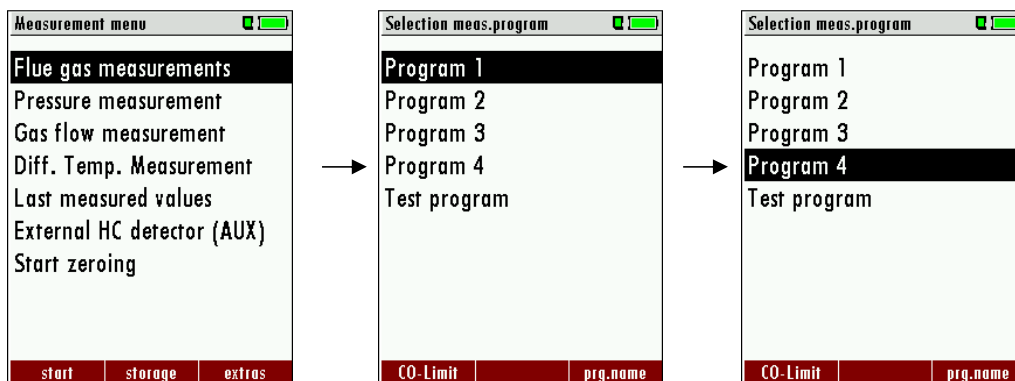 Measurement menu
Flue gas measurements
Pressure measurement
Gas flow measurement
Diff. Temp. Measurement
Last measured values
External HC detector (AUX)
Start zeroing
start storage extras
Selection meas.program
Program 1
Program 2
Program 3
Program 4
Test program
CO-Limit prg.name
Selection meas.program
Program 1
Program 2
Program 3
Program 4
Test program
CO-Limit prg.name